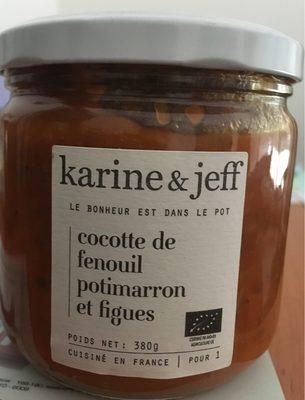 karine & jeff
LE BONHEUR EST DANS LE POT
cocotte de
fenouil
potimarron
et figues
POIDS NET: 380g
CUISINÉ EN FRANCE | POUR 1